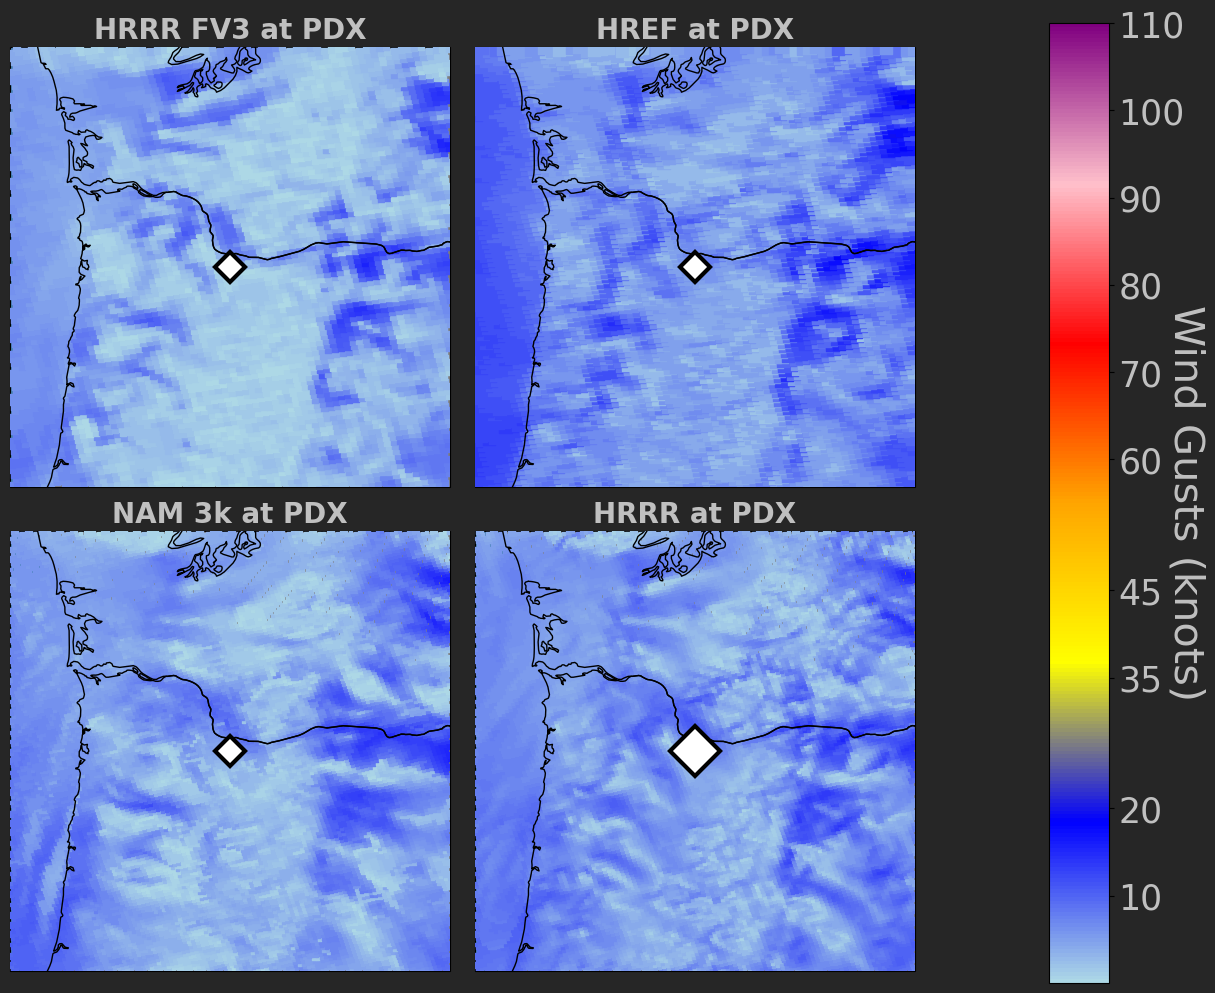 HRRR FV3 at PDX
HREF at PDX
NAM 3k at PDX
HRRR at PDX
110
100
90
80
70
60
45
35
20
10
Wind Gusts (knots)